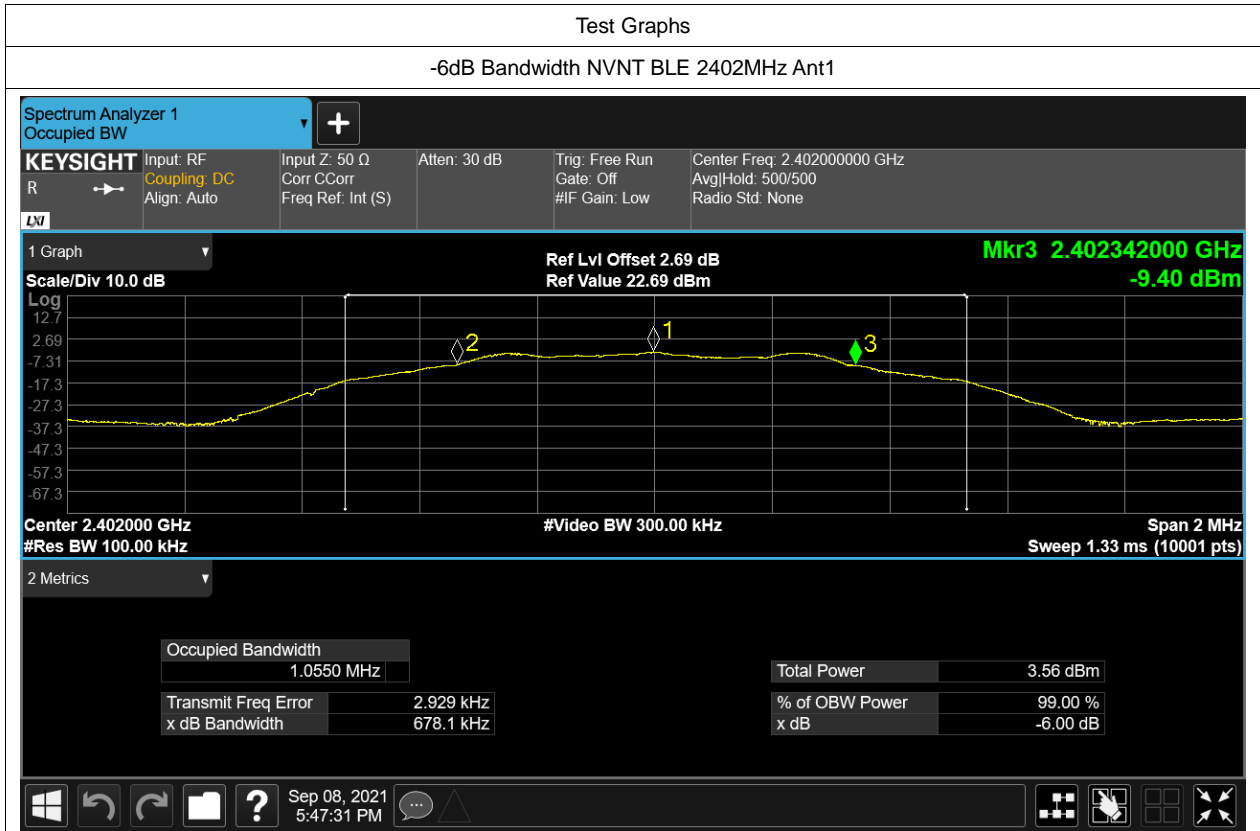 Test Graphs
-6dB Bandwidth NVNT BLE 2402MHz Ant1
Spectrum Analyzer 1
Occupied BW
KEYSIGHT
R
LXI
Input: RF
Coupling: DC
Align: Auto
Input Z: 50 Ω
Corr CCorr
Freq Ref: Int (S)
Atten: 30 dB
Trig: Free Run
Gate: Off
#IF Gain: Low
Center Freq: 2.402000000 GHz
Avg|Hold: 500/500
Radio Std: None
1 Graph
Scale/Div 10.0 dB
Ref Lvl Offset 2.69 dB
Ref Value 22.69 dBm
Mkr3 2.402342000 GHz
-9.40 dBm
Log
12.7
2.69
-7.31
-17.3
-27.3
-37.3
-47.3
-57.3
-67.3
2
1
3
Center 2.402000 GHz
#Res BW 100.00 kHz
#Video BW 300.00 kHz
Span 2 MHz
Sweep 1.33 ms (10001 pts)
2 Metrics
Occupied Bandwidth
1.0550 MHz
Transmit Freq Error 2.929 kHz
x dB Bandwidth 678.1 kHz
Total Power 3.56 dBm
% of OBW Power 99.00 %
x dB -6.00 dB
?
Sep 08, 2021
5:47:31 PM